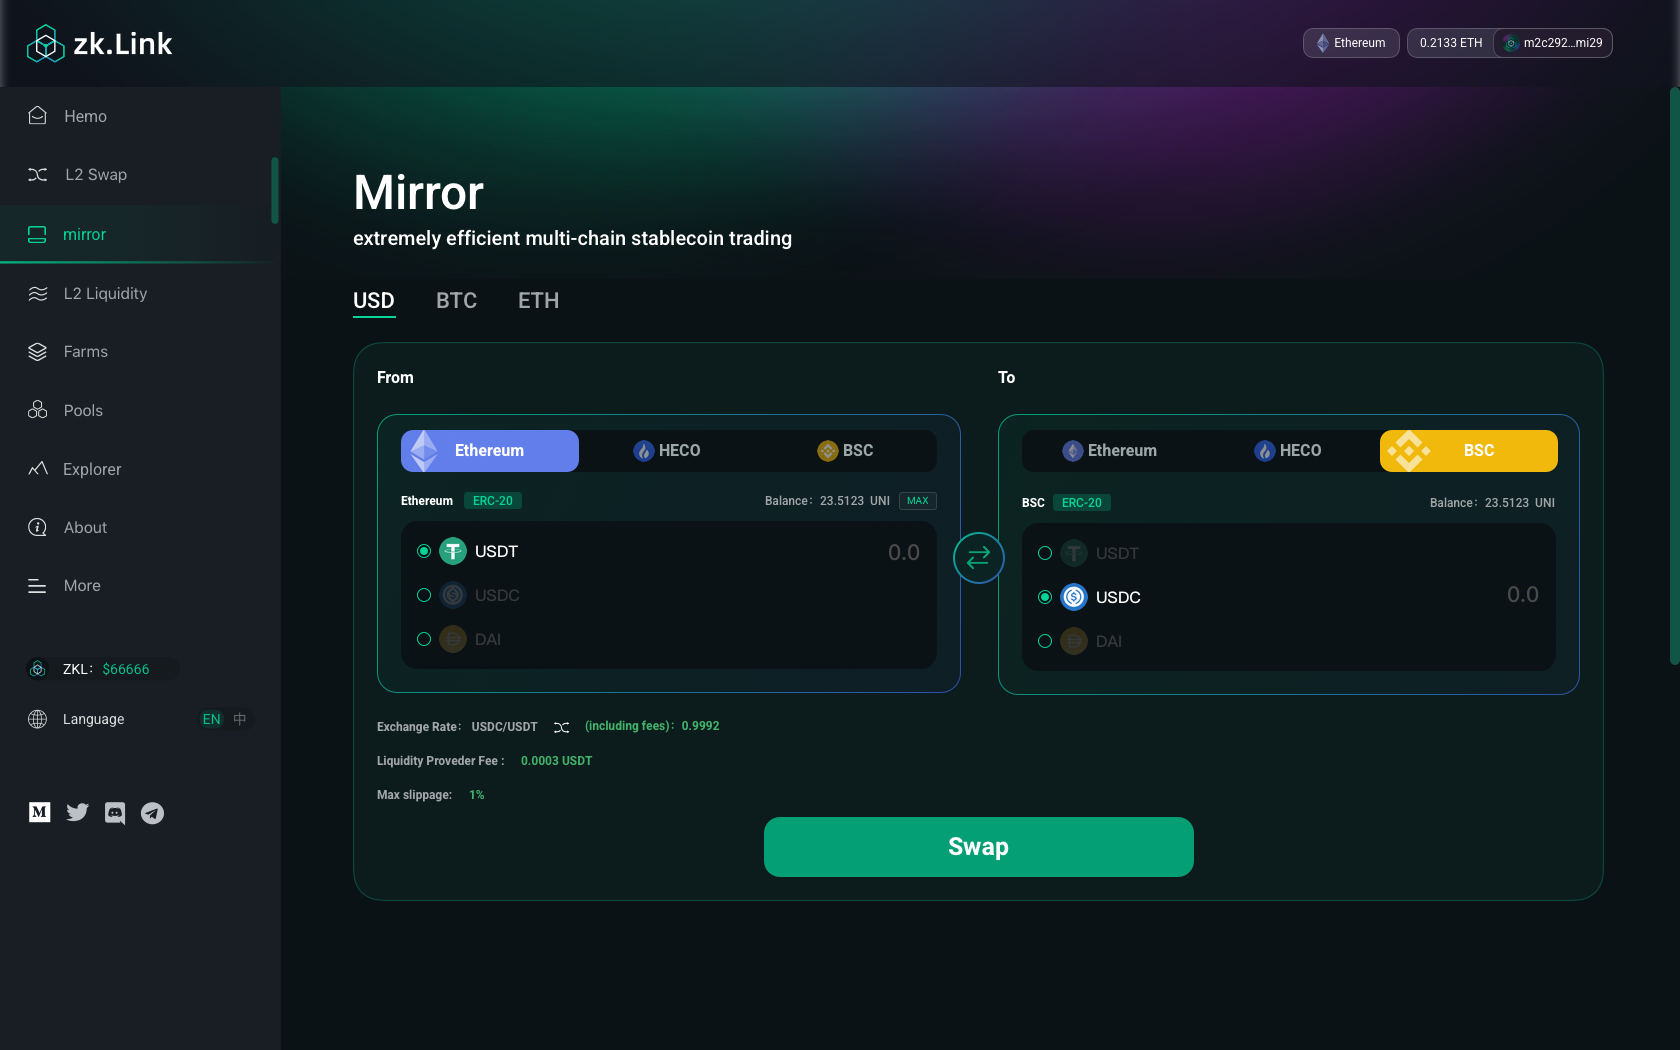 zk.Link
Ethereum
0.2133 ETH
m2c292...mi29
Hemo
L2 Swap
mirror
L2 Liquidity
Farms
Pools
Explorer
About
More
ZKL: $66666
Language
EN 中
M
Mirror
extremely efficient multi-chain stablecoin trading
USD BTC ETH
From
Ethereum HECO BSC
Ethereum ERC-20 Balance: 23.5123 UNI MAX
USDT 0.0
USDC
DAI
To
Ethereum HECO BSC
BSC ERC-20 Balance: 23.5123 UNI
USDT
USDC 0.0
DAI
Exchange Rate: USDC/USDT (including fees): 0.9992
Liquidity Proveder Fee : 0.0003 USDT
Max slippage: 1%
Swap